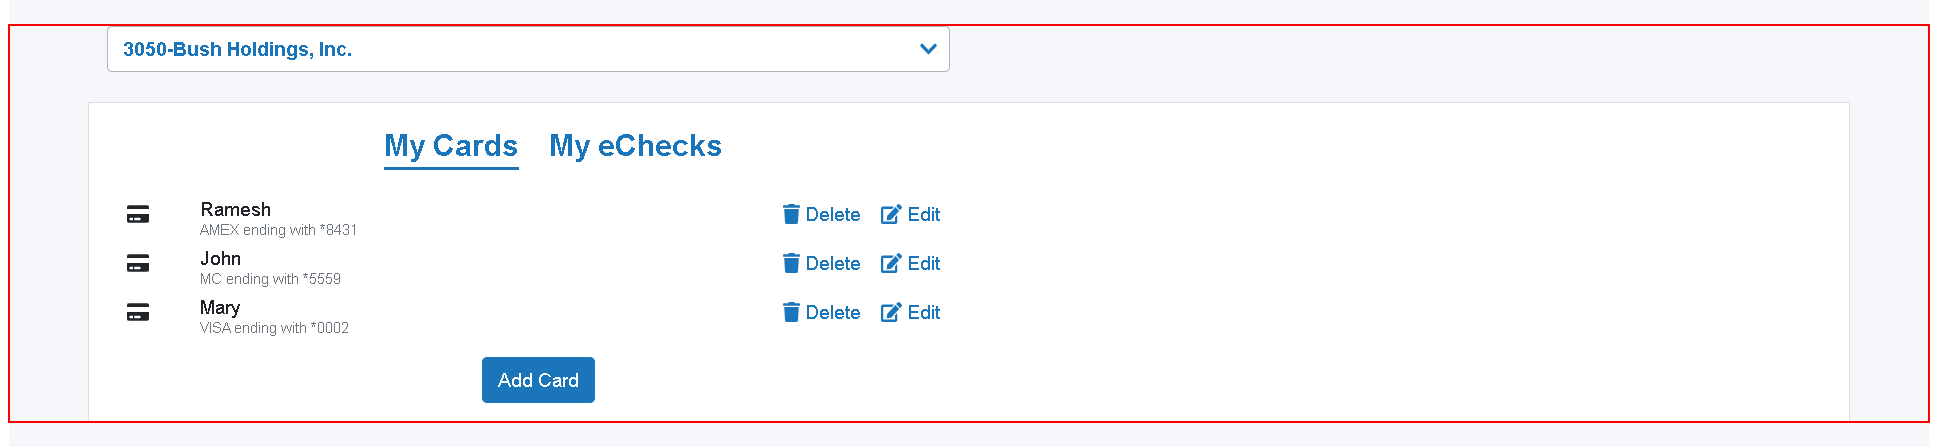 3050-Bush Holdings, Inc.
My Cards My eChecks
Ramesh Delete Edit
AMEX ending with *8431
John Delete Edit
MC ending with *5559
Mary Delete Edit
VISA ending with *0002
Add Card